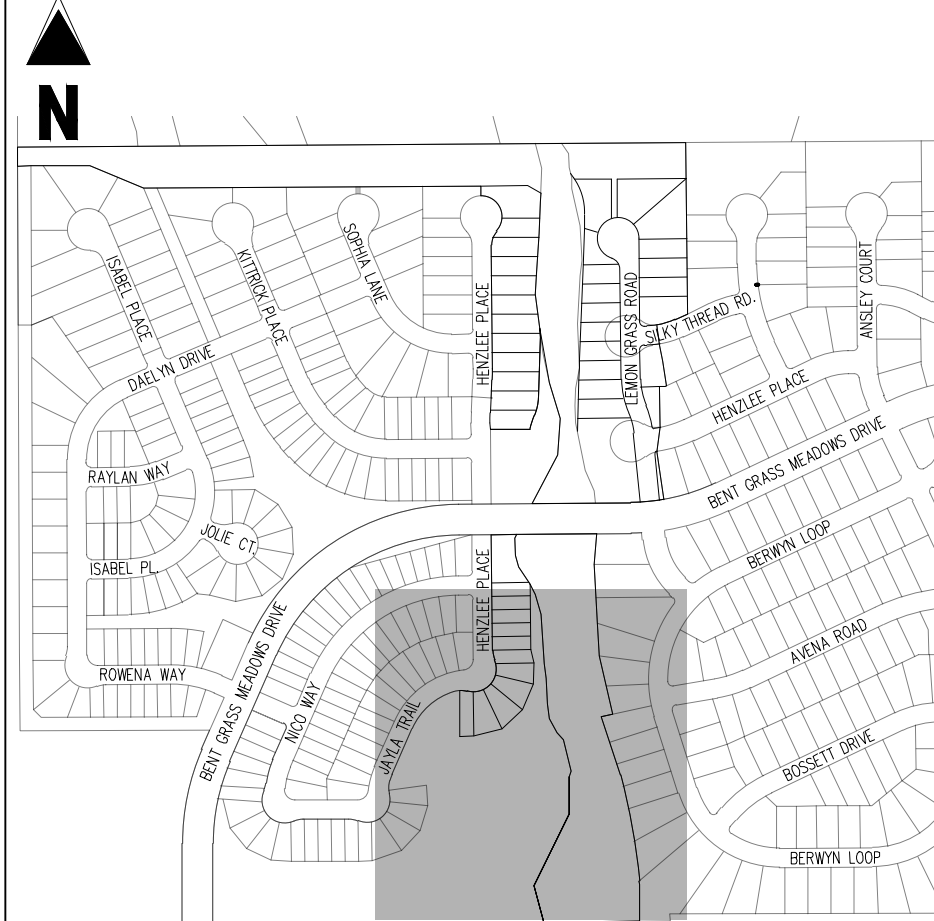 N
ISABEL PLACE
KITTRICK PLACE
SOPHIA LANE
HENZLEE PLACE
LEMON GRASS ROAD
SILKY THREAD RD.
ANSLEY COURT
DAELYN DRIVE
HENZLEE PLACE
BENT GRASS MEADOWS DRIVE
RAYLAN WAY
JOLIE CT.
ISABEL PL.
BERWYN LOOP
HENZLEE PLACE
AVENA ROAD
ROWENA WAY
BENT GRASS MEADOWS DRIVE
NICO WAY
JAYLA TRAIL
BOSSETT DRIVE
BERWYN LOOP